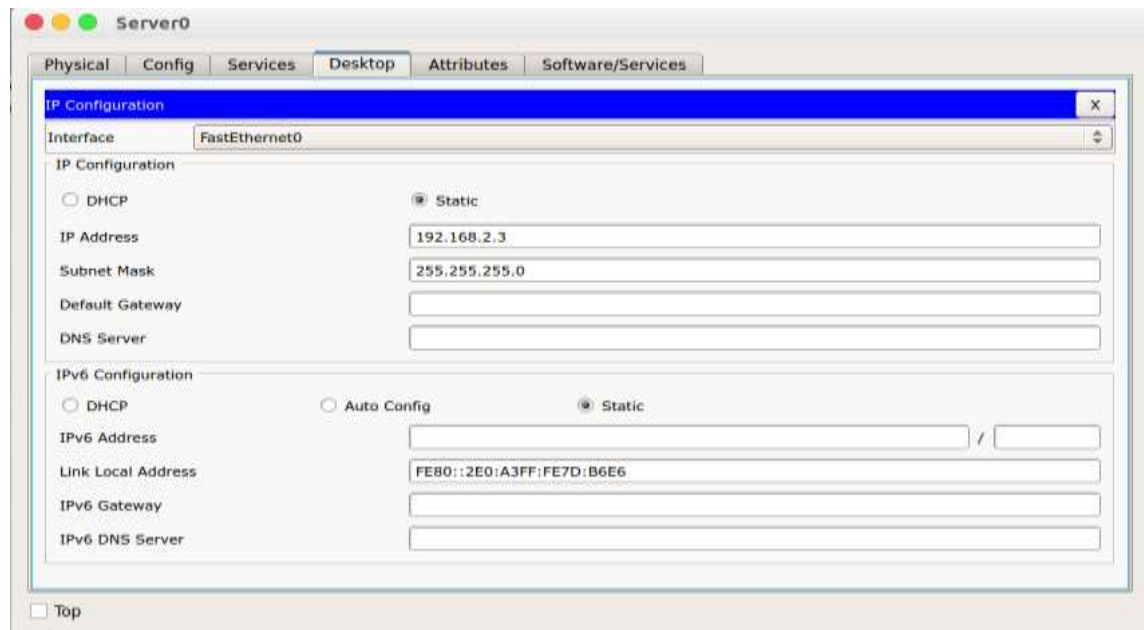 Server0
Physical Config Services Desktop Attributes Software/Services
IP Configuration X
Interface FastEthernet0
IP Configuration
DHCP Static
IP Address 192.168.2.3
Subnet Mask 255.255.255.0
Default Gateway
DNS Server
IPv6 Configuration
DHCP Auto Config Static
IPv6 Address /
Link Local Address FE80::2E0:A3FF:FE7D:B6E6
IPv6 Gateway
IPv6 DNS Server
Top